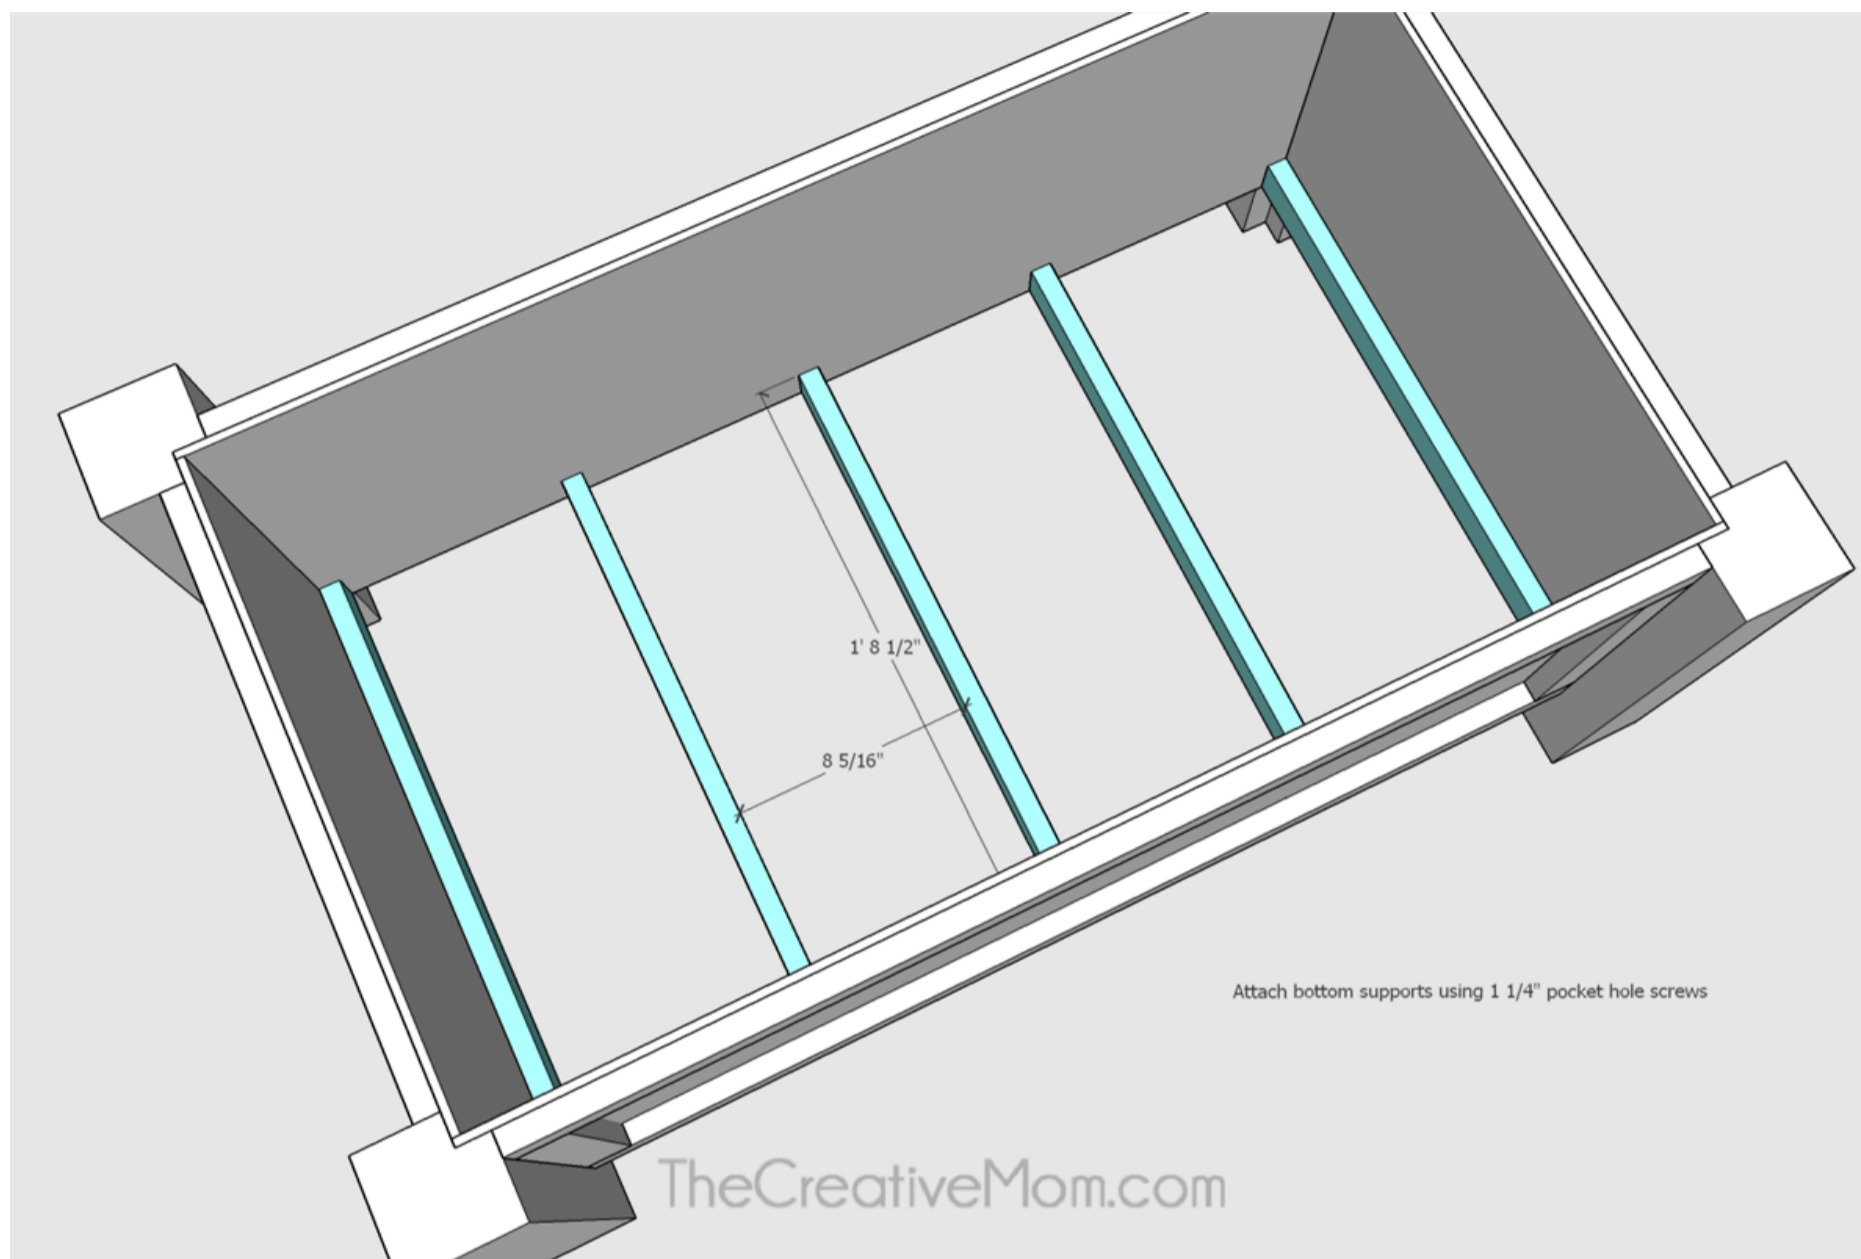 1' 8 1/2"
8 5/16"
Attach bottom supports using 1 1/4" pocket hole screws
TheCreativeMom.com